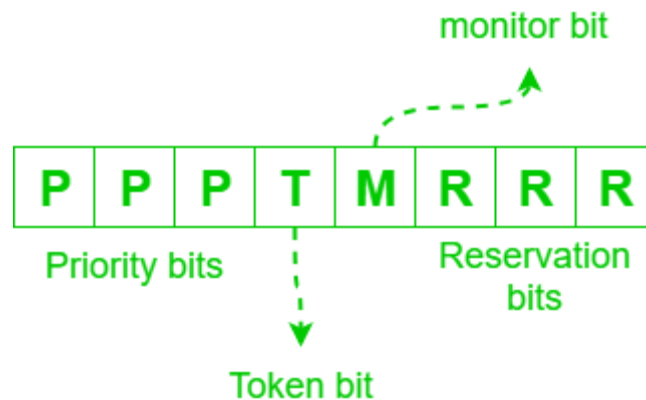 monitor bit
P P P T M R R R
Priority bits
Reservation
bits
Token bit